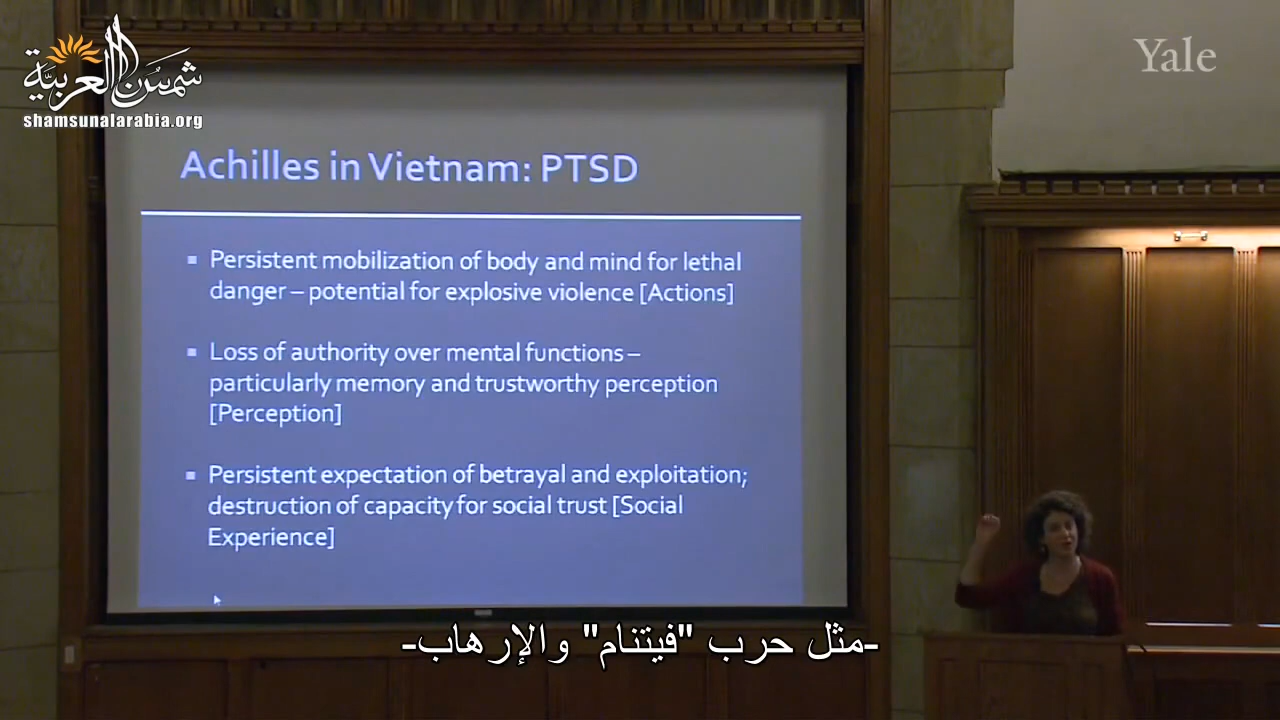 شمس العربية
shamsunalarabia.org
Yale
Achilles in Vietnam: PTSD
▪ Persistent mobilization of body and mind for lethal
danger – potential for explosive violence [Actions]
▪ Loss of authority over mental functions –
particularly memory and trustworthy perception
[Perception]
▪ Persistent expectation of betrayal and exploitation;
destruction of capacity for social trust [Social
Experience]
-مثل حرب "فيتنام" والإرهاب-